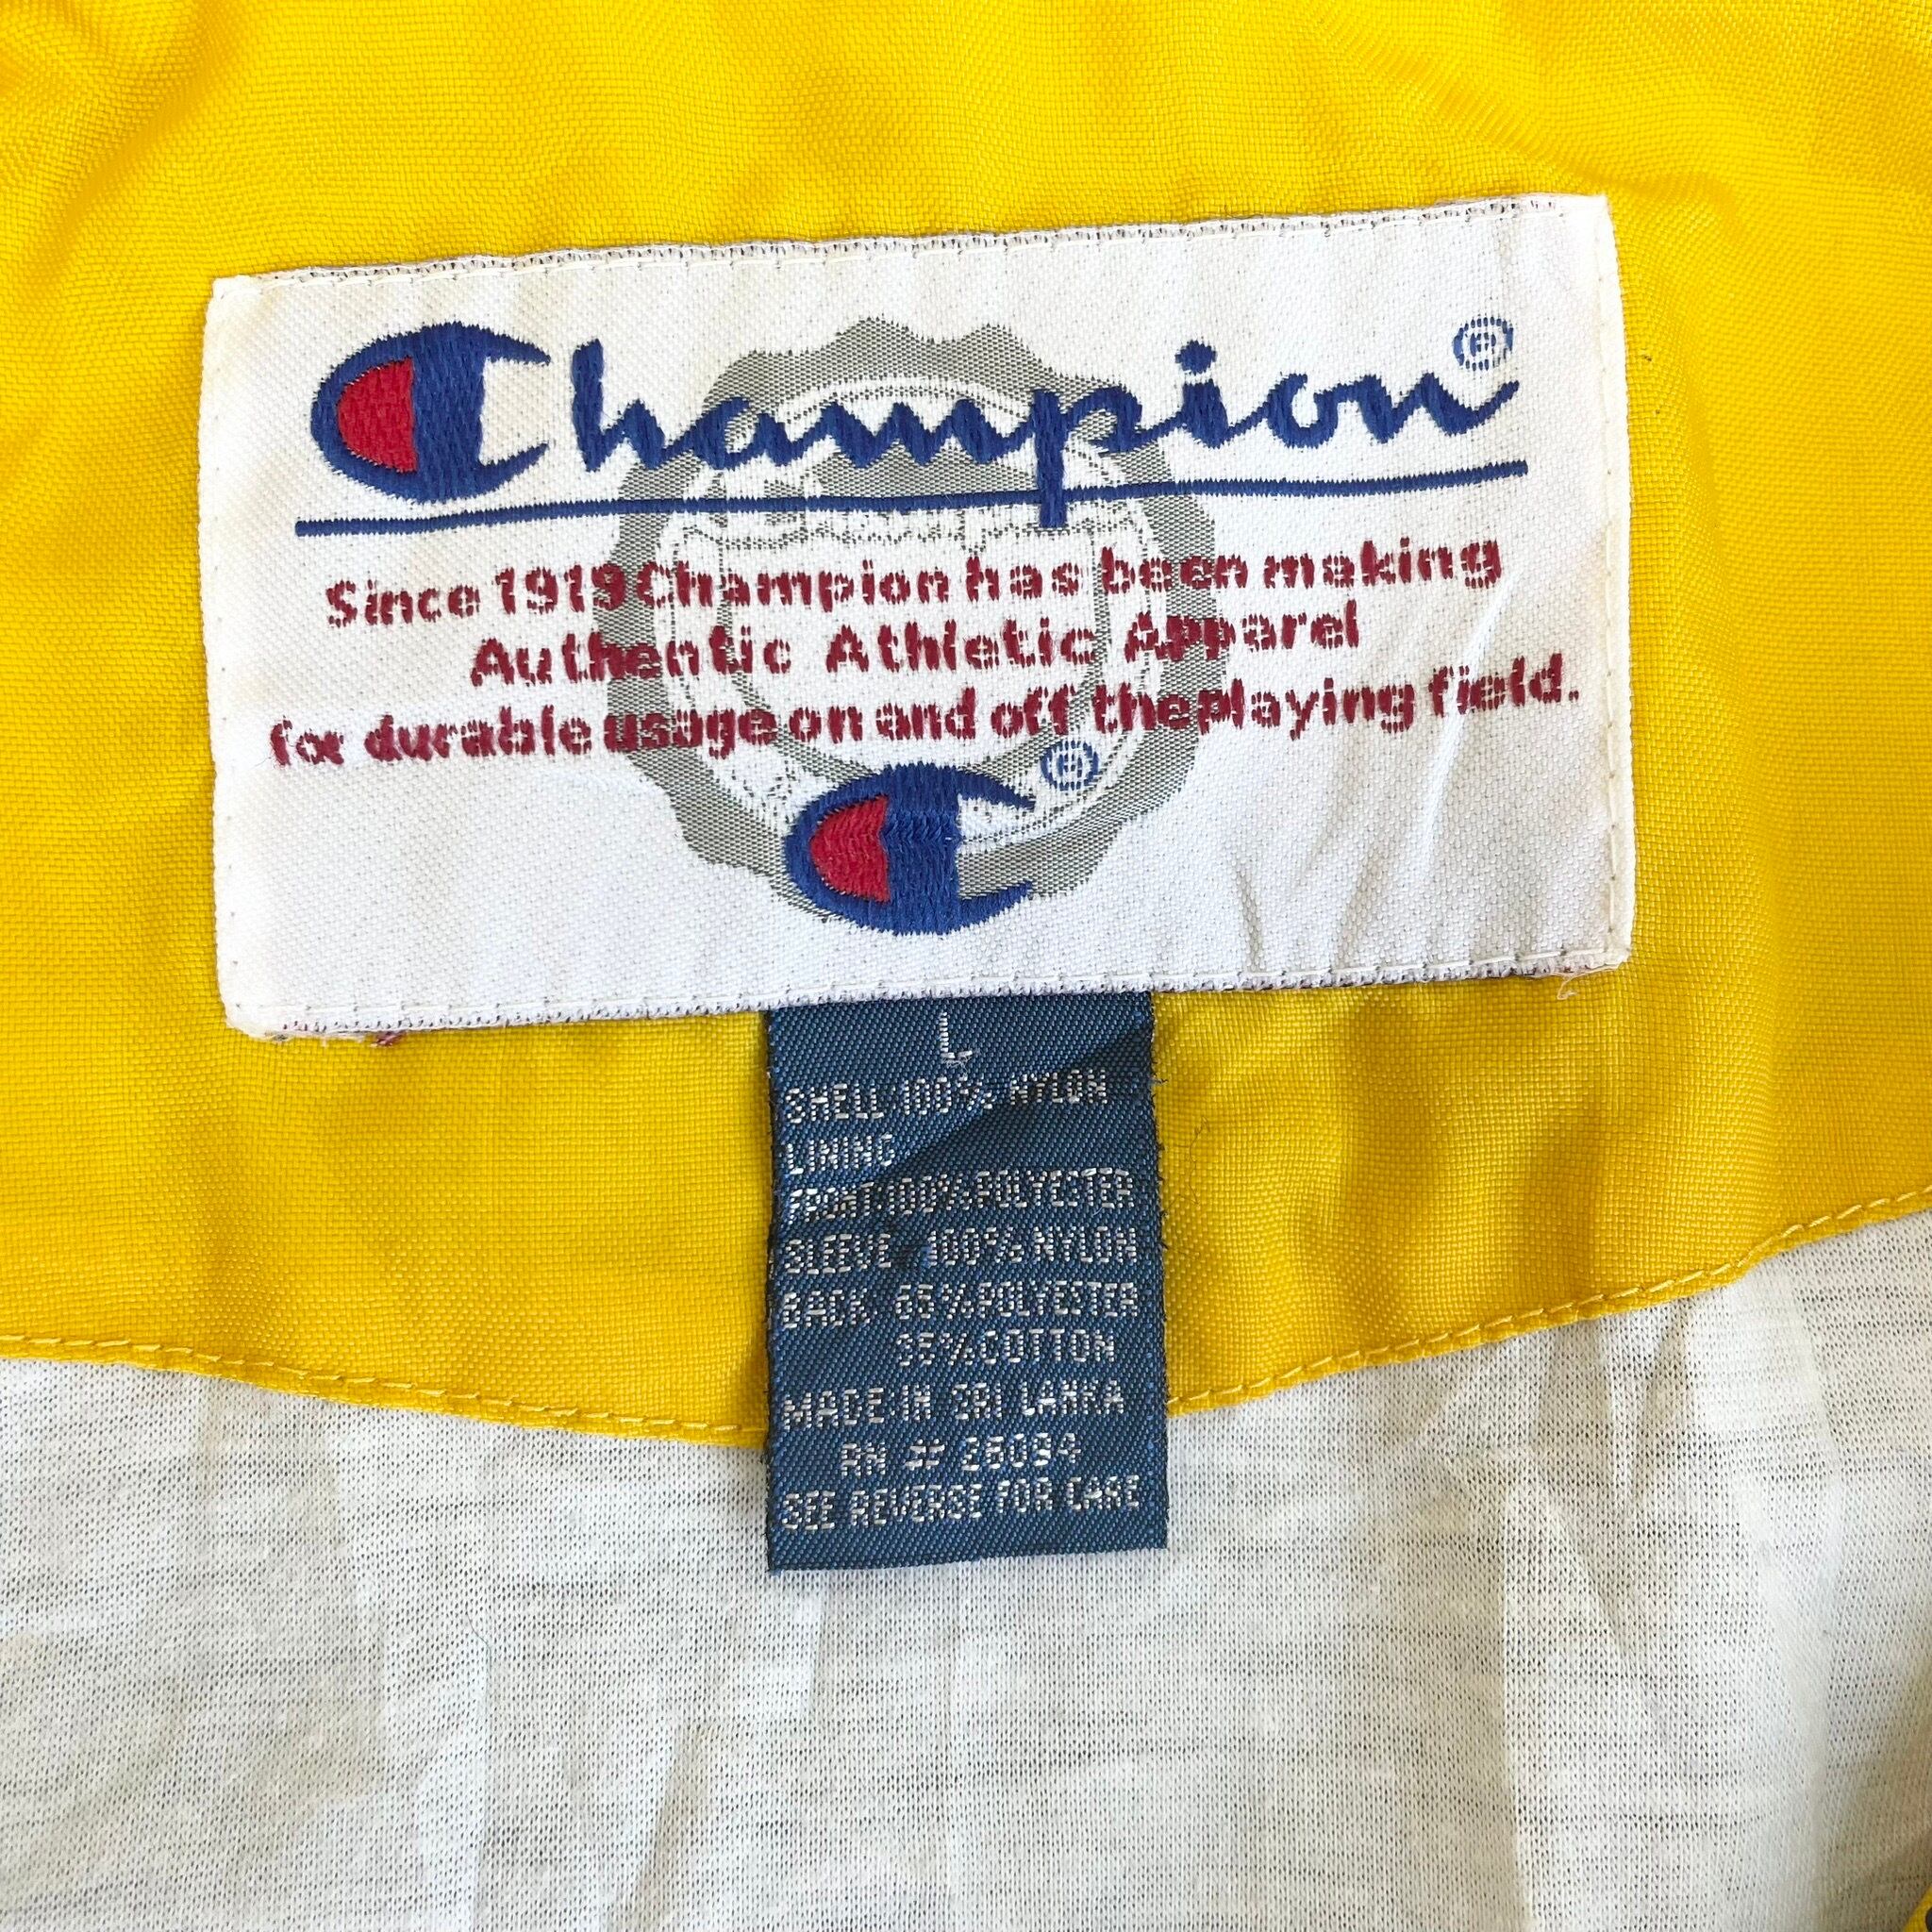 Champion®
Since 1919 Champion has been making
Authentic Athletic Apparel
for durable usage on and off the playing field.
®
L
SHELL 100% NYLON
LINING
FRONT 100% POLYESTER
SLEEVE 100% NYLON
BACK 65% POLYESTER
35% COTTON
MADE IN SRI LANKA
RN # 26094
SEE REVERSE FOR CARE